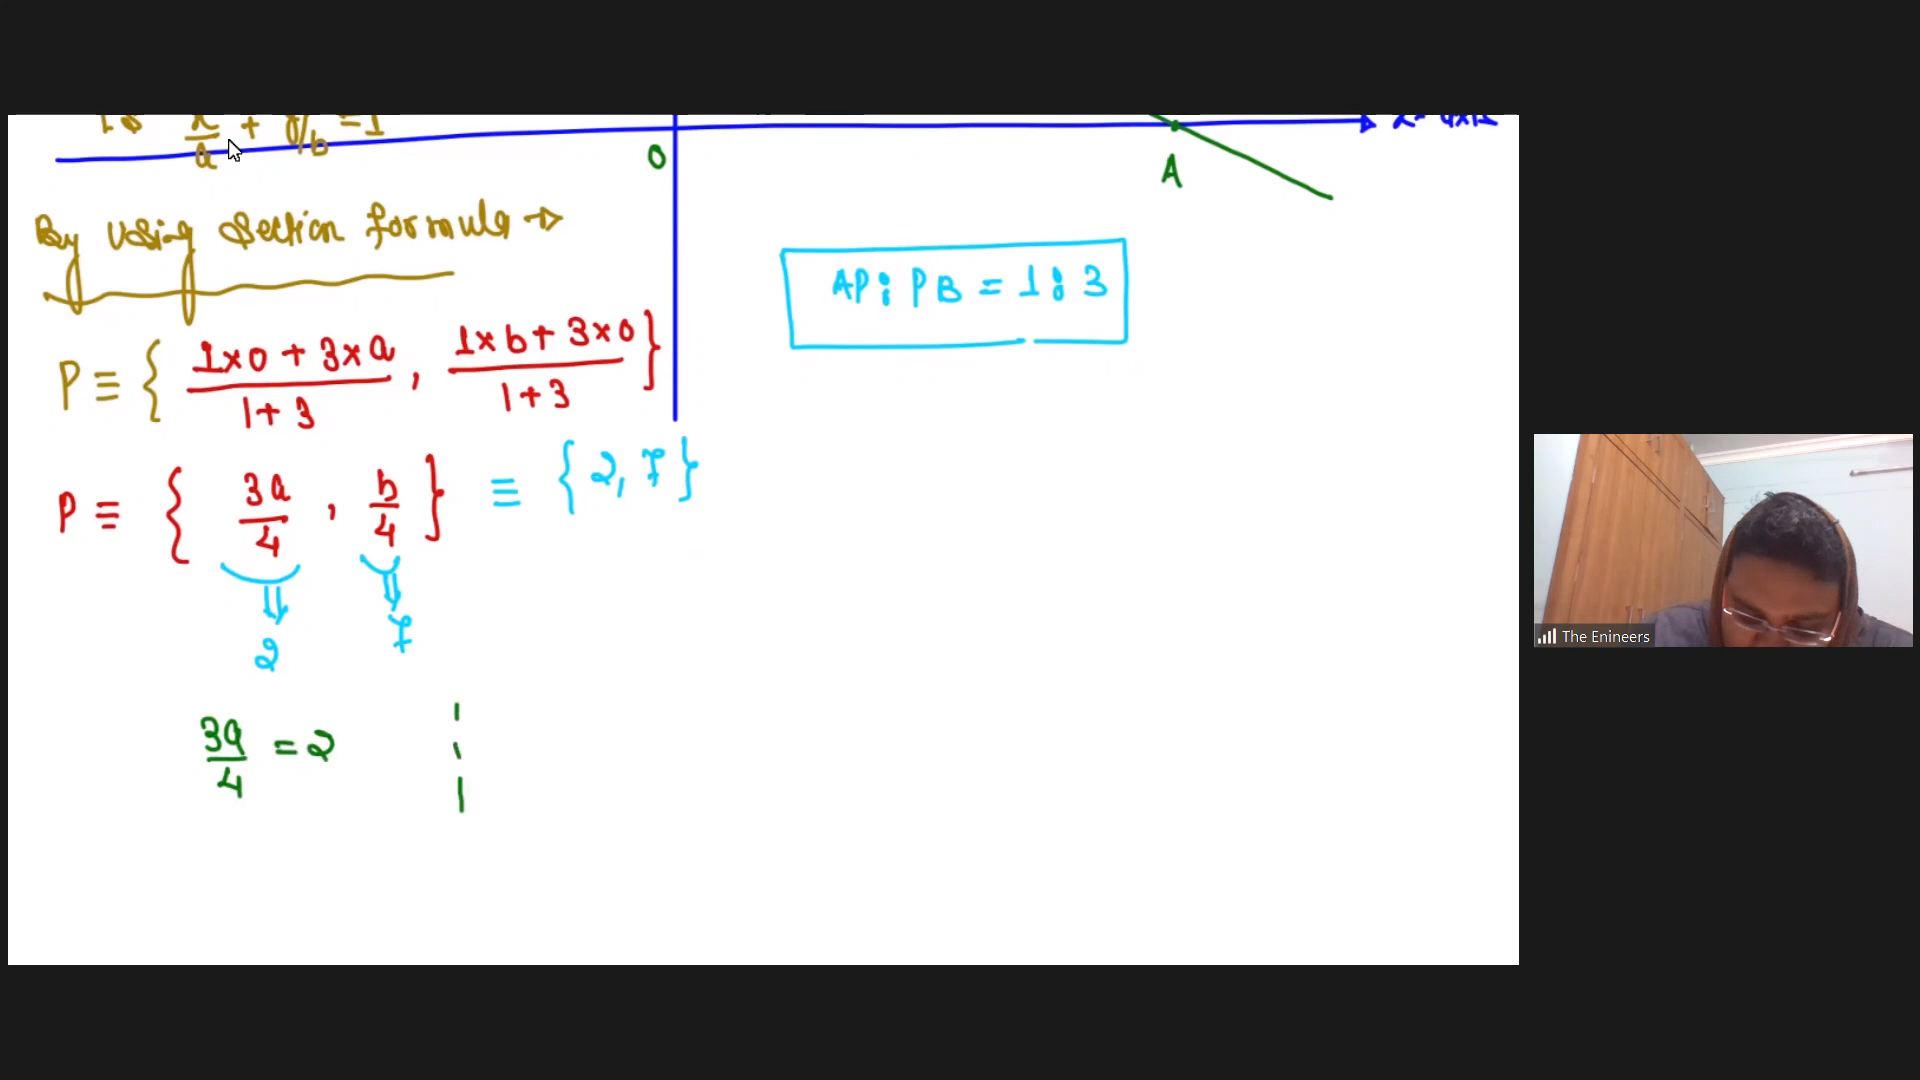 x/a + y/b = 1
O
A
By using section formula →
AP : PB = 1 : 3
P ≡ { (1×0 + 3×a)/(1+3) , (1×b + 3×0)/(1+3) }
P ≡ { 3a/4 , b/4 } ≡ { 2, 7 }
2 7
3a/4 = 2
The Enineers